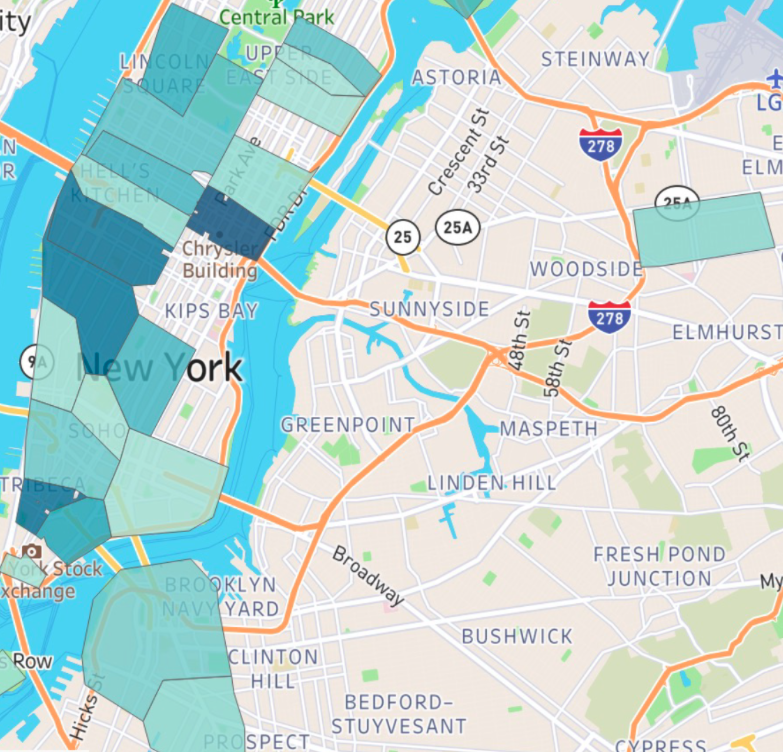 ity
Central Park
LINCOLN
SQUARE
UPPER
EAST SIDE
ASTORIA
STEINWAY
LG
278
Crescent St
33rd St
N
R
E
ELM
HELL'S
KITCHEN
Park Ave
FDR Dr
25A
25
25A
Chrysler
Building
WOODSIDE
KIPS BAY
SUNNYSIDE
278
ELMHURST
48th St
58th St
9A
New York
80th St
SOHO
GREENPOINT
MASPETH
TRIBECA
LINDEN HILL
York Stock
xchange
Broadway
FRESH POND
JUNCTION
My
BROOKLYN
NAVY YARD
BUSHWICK
s Row
CLINTON
HILL
Hicks St
BEDFORD-
STUYVESANT
PROSPECT
CYPRESS